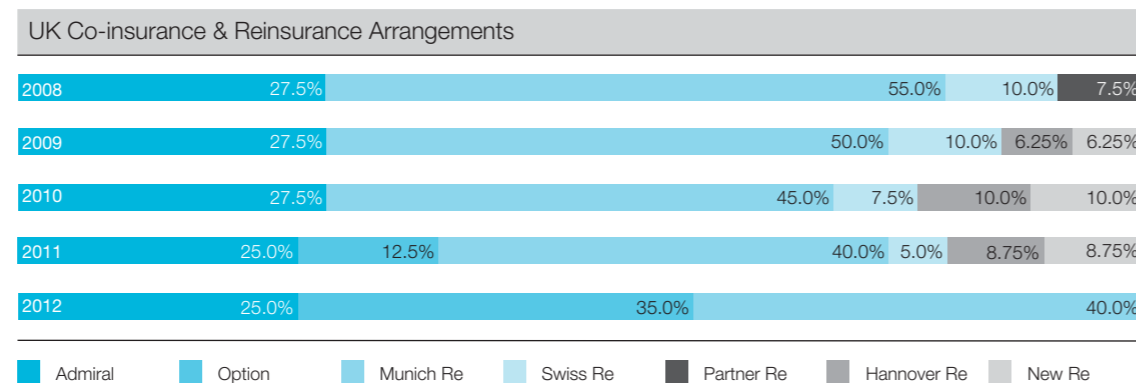 UK Co-insurance & Reinsurance Arrangements
2008 27.5% 55.0% 10.0% 7.5%
2009 27.5% 50.0% 10.0% 6.25% 6.25%
2010 27.5% 45.0% 7.5% 10.0% 10.0%
2011 25.0% 12.5% 40.0% 5.0% 8.75% 8.75%
2012 25.0% 35.0% 40.0%
Admiral Option Munich Re Swiss Re Partner Re Hannover Re New Re